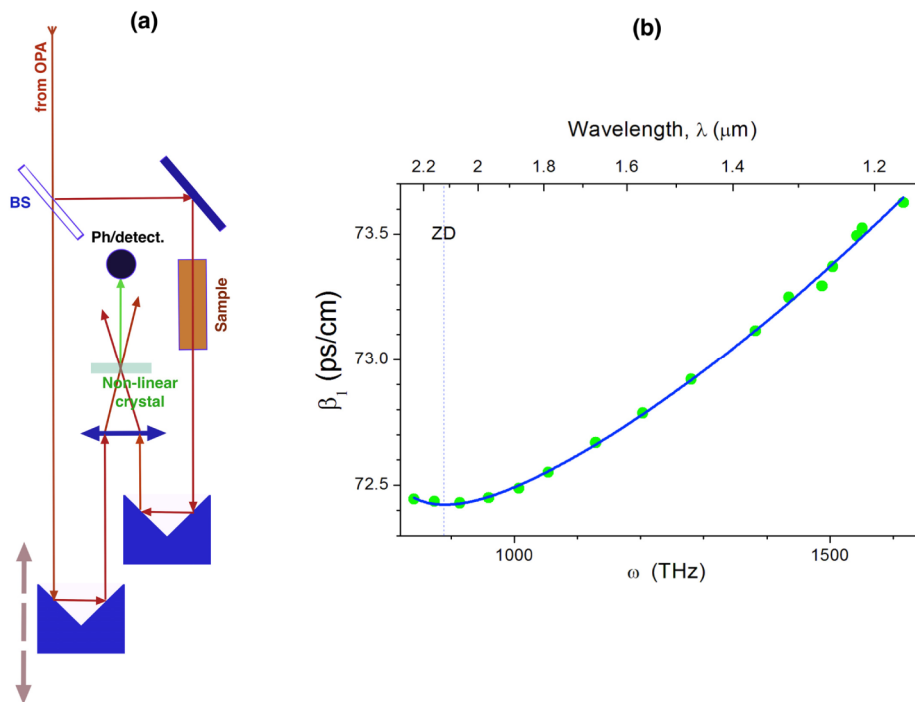 (a)
from OPA
BS
Ph/detect.
Sample
Non-linear
crystal
(b)
Wavelength, λ (μm)
2.2 2 1.8 1.6 1.4 1.2
ZD
73.5
73.0
72.5
β₁ (ps/cm)
1000 1500
ω (THz)